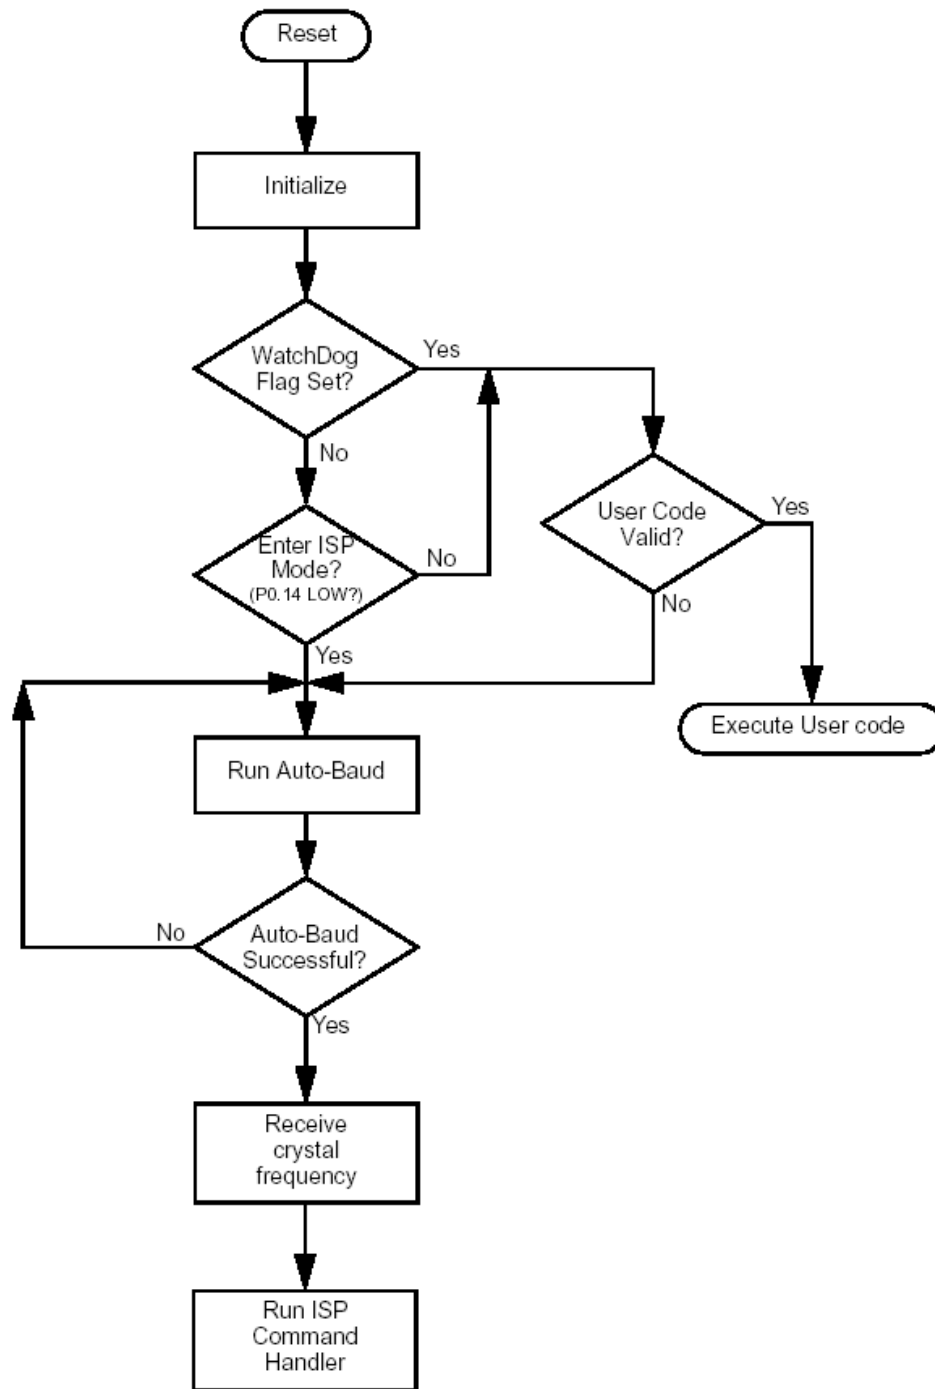 Reset
Initialize
WatchDog
Flag Set?
Yes
No
Enter ISP
Mode?
(P0.14 LOW?)
No
Yes
User Code
Valid?
Yes
No
Execute User code
Run Auto-Baud
Auto-Baud
Successful?
No
Yes
Receive
crystal
frequency
Run ISP
Command
Handler